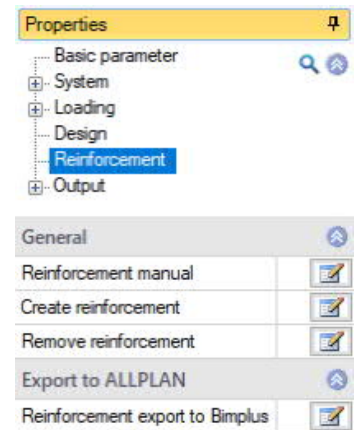 Properties
Basic parameter
System
Loading
Design
Reinforcement
Output
General
Reinforcement manual
Create reinforcement
Remove reinforcement
Export to ALLPLAN
Reinforcement export to Bimplus